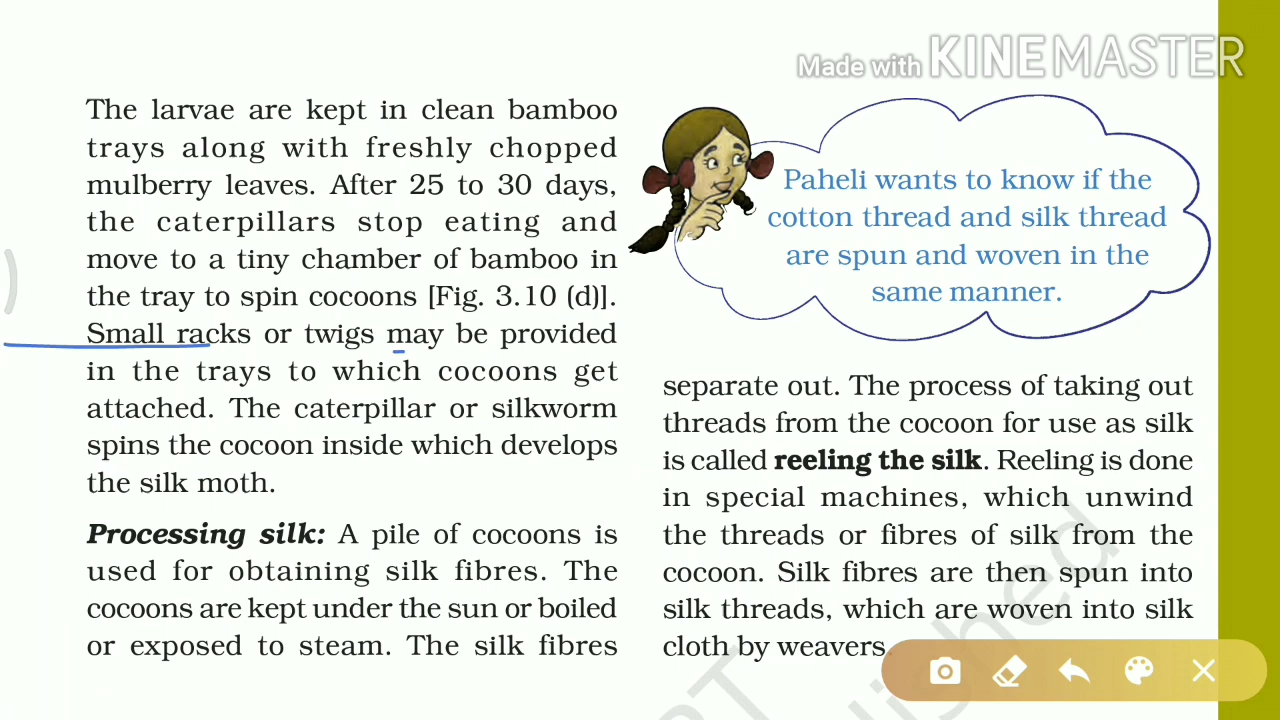 Made with KINEMASTER
The larvae are kept in clean bamboo
trays along with freshly chopped
mulberry leaves. After 25 to 30 days,
the caterpillars stop eating and
move to a tiny chamber of bamboo in
the tray to spin cocoons [Fig. 3.10 (d)].
Small racks or twigs may be provided
in the trays to which cocoons get
attached. The caterpillar or silkworm
spins the cocoon inside which develops
the silk moth.
Processing silk: A pile of cocoons is
used for obtaining silk fibres. The
cocoons are kept under the sun or boiled
or exposed to steam. The silk fibres
Paheli wants to know if the
cotton thread and silk thread
are spun and woven in the
same manner.
separate out. The process of taking out
threads from the cocoon for use as silk
is called reeling the silk. Reeling is done
in special machines, which unwind
the threads or fibres of silk from the
cocoon. Silk fibres are then spun into
silk threads, which are woven into silk
cloth by weavers.